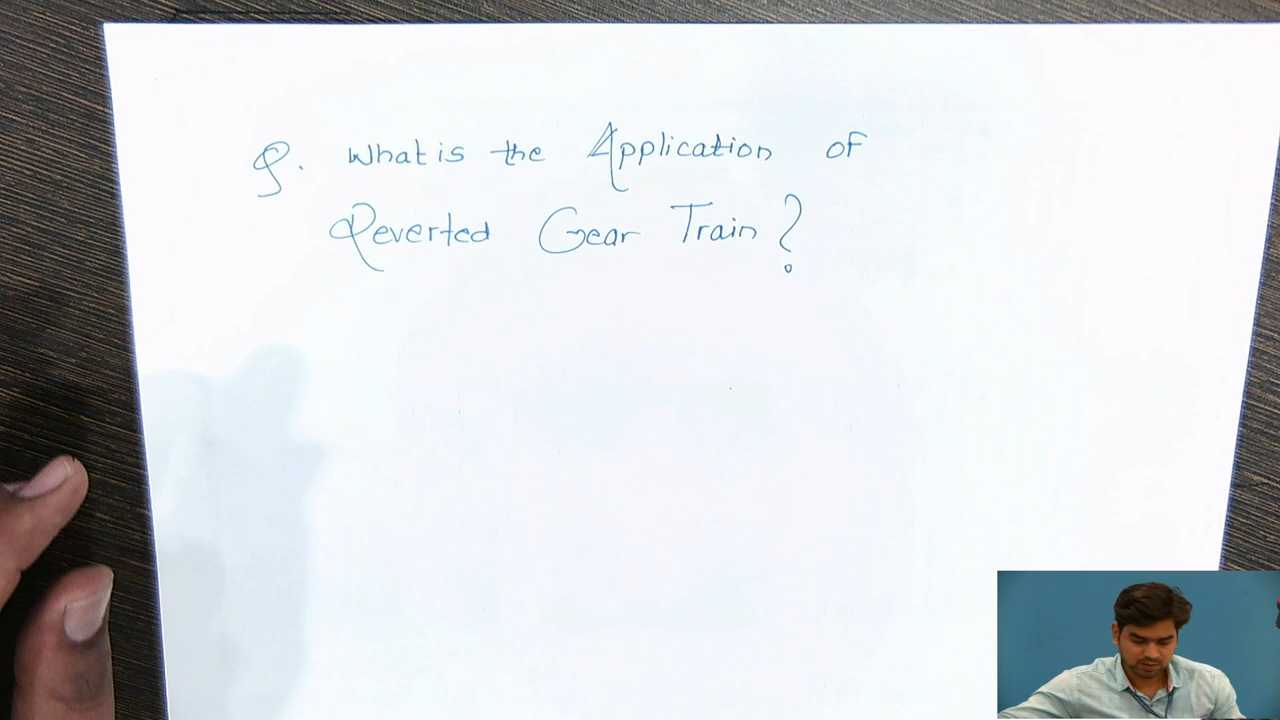 Q. What is the Application of
Reverted Gear Train?